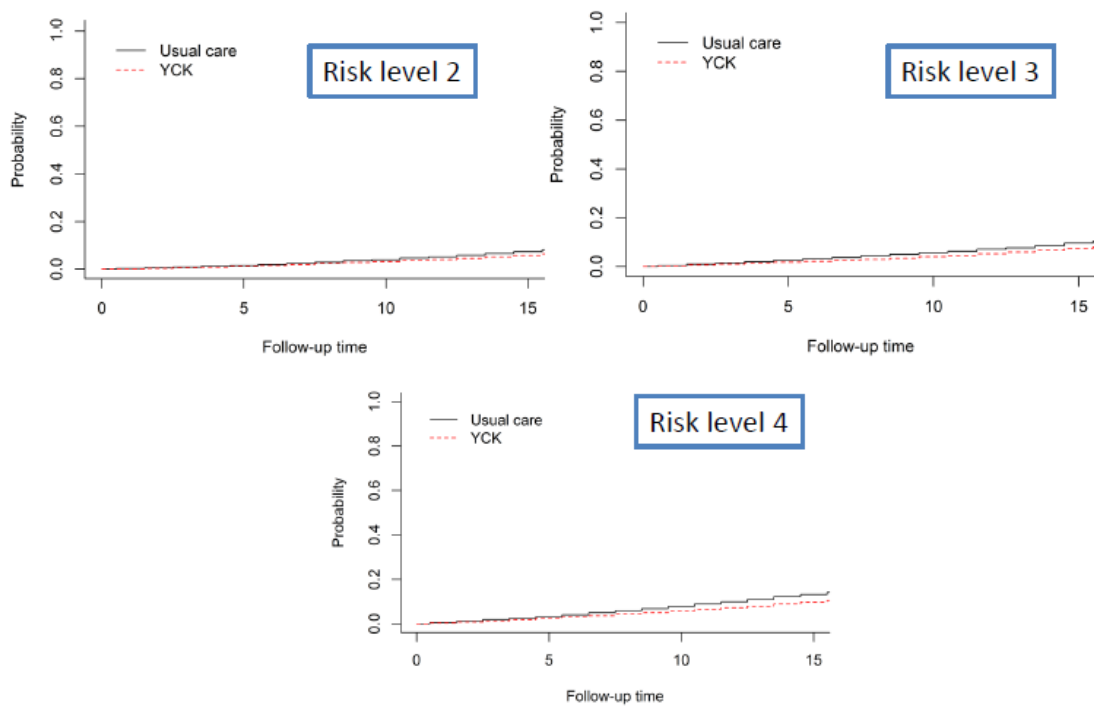 Usual care
YCK
Risk level 2
Probability
1.0
0.8
0.6
0.4
0.2
0.0
0 5 10 15
Follow-up time
Usual care
YCK
Risk level 3
Probability
1.0
0.8
0.6
0.4
0.2
0.0
0 5 10 15
Follow-up time
Usual care
YCK
Risk level 4
Probability
1.0
0.8
0.6
0.4
0.2
0.0
0 5 10 15
Follow-up time